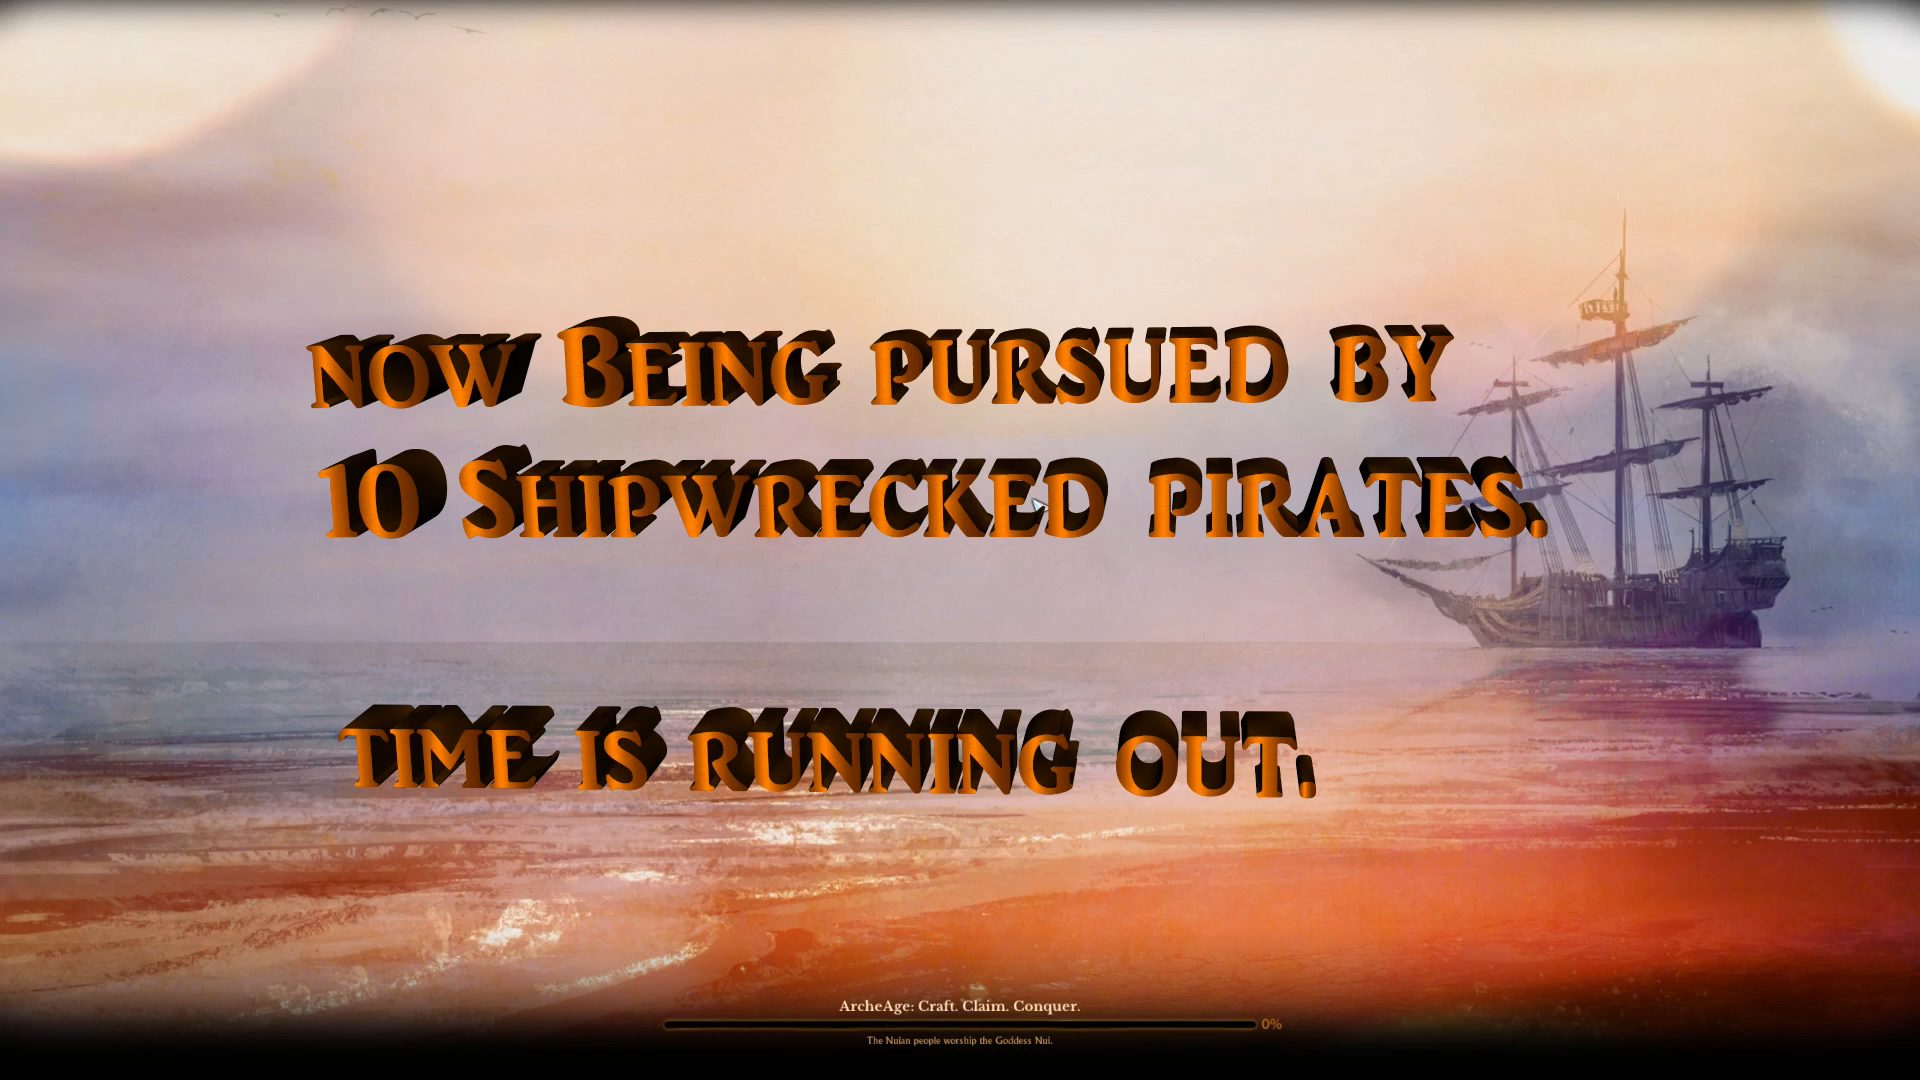 NOW BEING PURSUED BY
10 SHIPWRECKED PIRATES.
TIME IS RUNNING OUT.
ArcheAge: Craft. Claim. Conquer.
0%
The Nuian people worship the Goddess Nui.